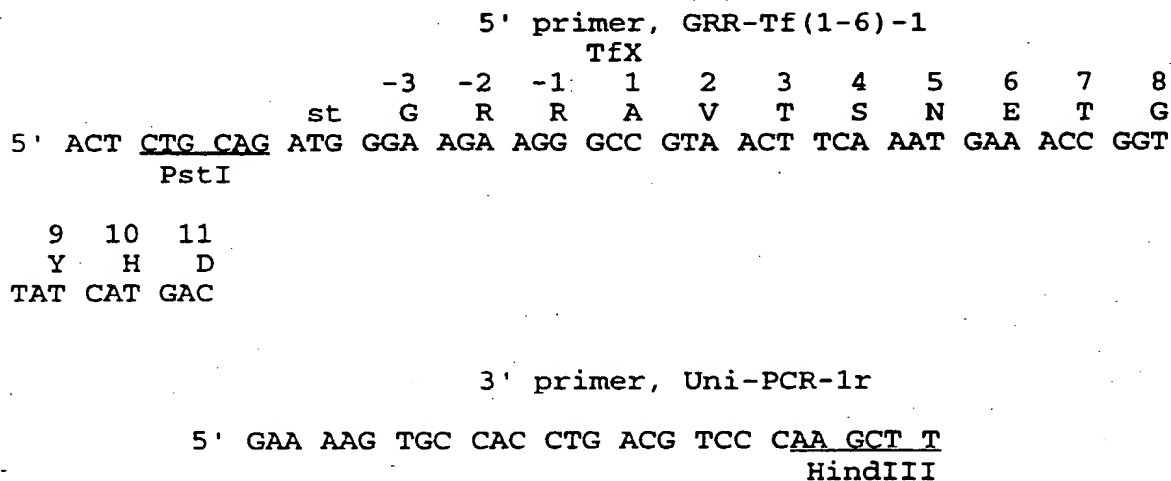 5' primer, GRR-Tf(1-6)-1
TfX
-3 -2 -1 1 2 3 4 5 6 7 8
st G R R A V T S N E T G
5' ACT CTG CAG ATG GGA AGA AGG GCC GTA ACT TCA AAT GAA ACC GGT
PstI
9 10 11
Y H D
TAT CAT GAC
3' primer, Uni-PCR-1r
5' GAA AAG TGC CAC CTG ACG TCC CAA GCT T
HindIII